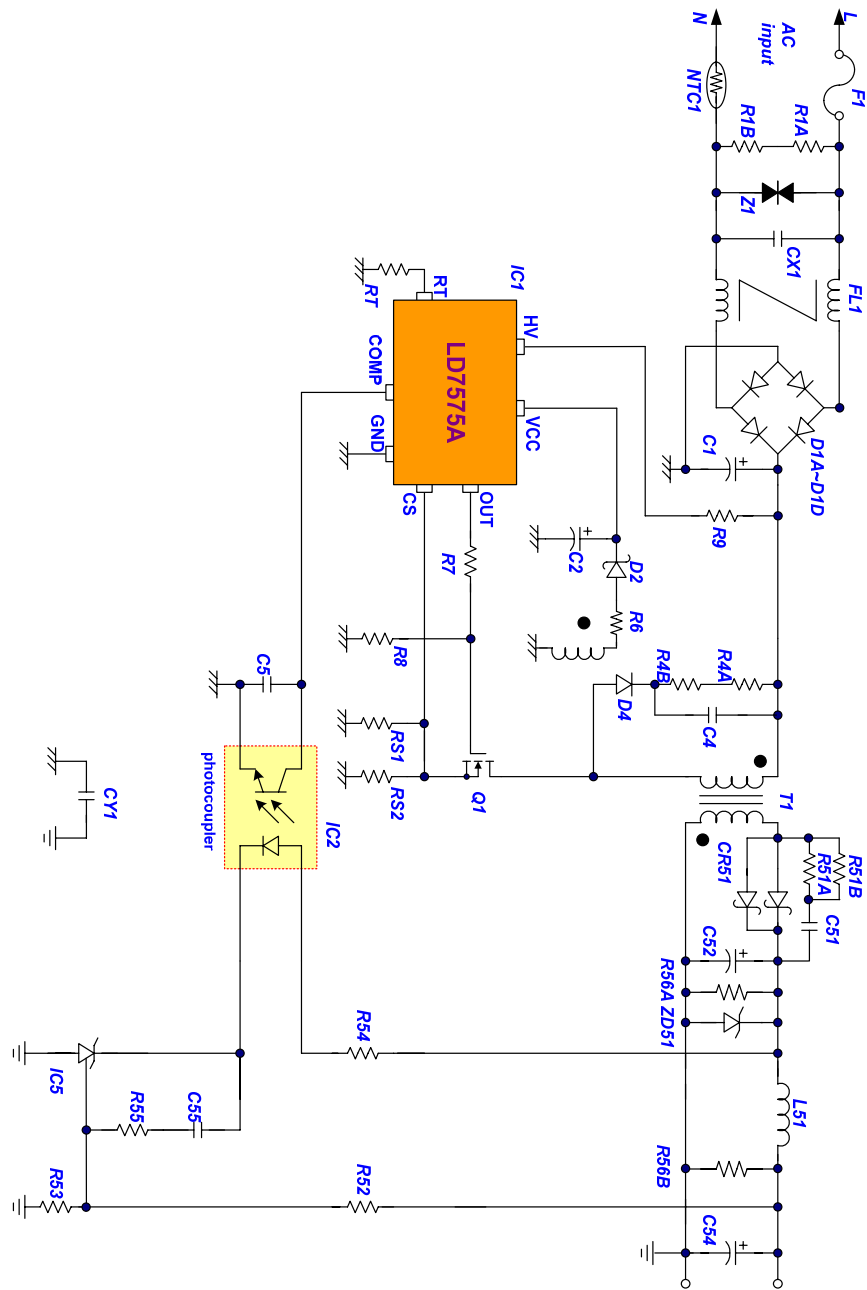 L
F1
AC
input
N
NTC1
R1A
R1B
Z1
CX1
FL1
D1A~D1D
C1
R9
IC1
HV
VCC
RT
RT
COMP
GND
CS
OUT
LD7575A
C2
D2
R6
R7
R8
R4A
R4B
C4
D4
T1
Q1
RS1
RS2
C5
photocoupler
IC2
CY1
CR51
R51B
R51A
C51
C52
R56A
ZD51
L51
R56B
C54
R54
R52
IC5
R55
C55
R53